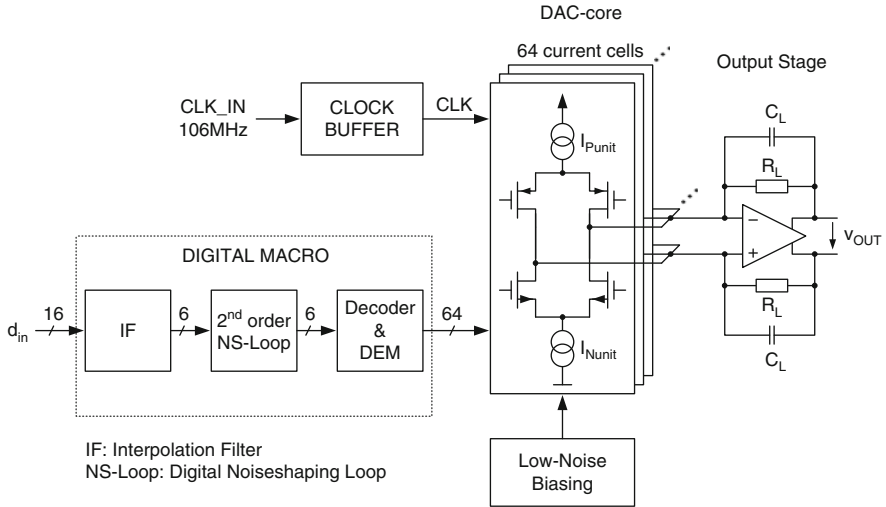 DAC-core
64 current cells
Output Stage
CLK_IN
106MHz
CLOCK
BUFFER
CLK
I_Punit
C_L
R_L
−
+
v_OUT
R_L
C_L
DIGITAL MACRO
d_in
16
IF
6
2nd order
NS-Loop
6
Decoder
&
DEM
64
I_Nunit
Low-Noise
Biasing
IF: Interpolation Filter
NS-Loop: Digital Noiseshaping Loop